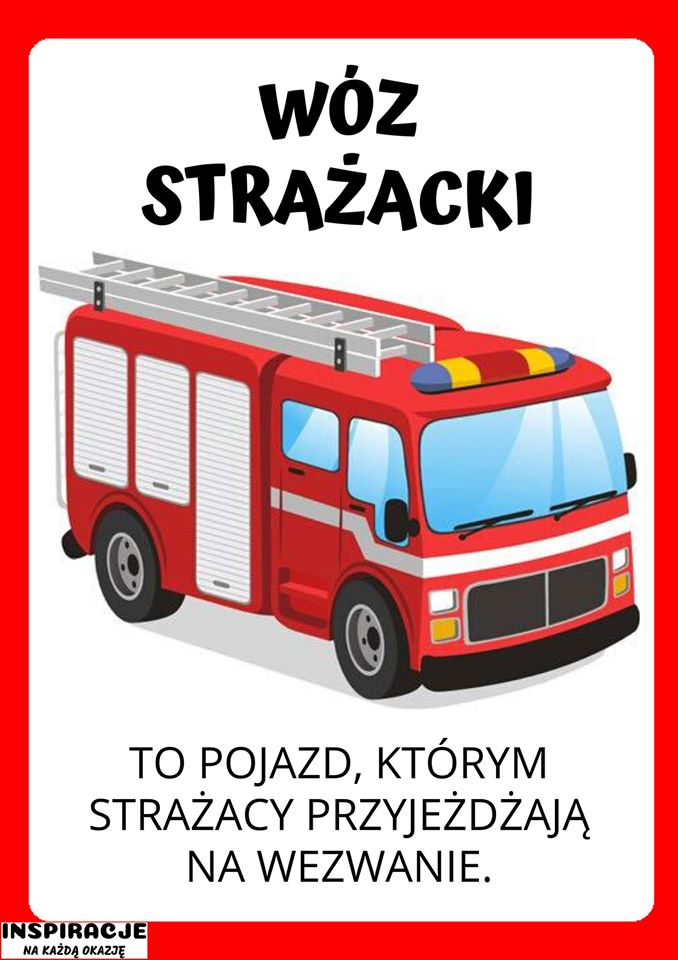 WÓZ
STRAŻACKI
TO POJAZD, KTÓRYM
STRAŻACY PRZYJEŻDŻAJĄ
NA WEZWANIE.
INSPIRACJE
NA KAŻDĄ OKAZJĘ